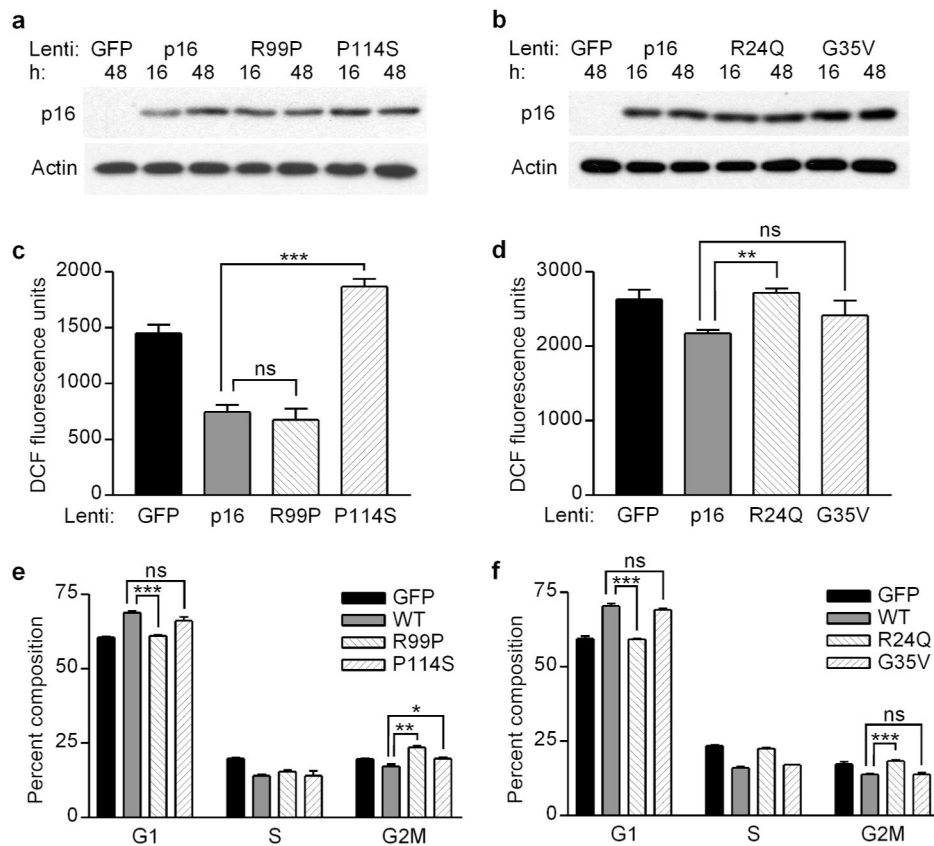 a
Lenti: GFP p16 R99P P114S
h: 48 16 48 16 48 16 48
p16
Actin
b
Lenti: GFP p16 R24Q G35V
h: 48 16 48 16 48 16 48
p16
Actin
c
DCF fluorescence units
2000
1500
1000
500
0
***
ns
Lenti: GFP p16 R99P P114S
d
DCF fluorescence units
3000
2000
1000
0
ns
**
Lenti: GFP p16 R24Q G35V
e
Percent composition
75
50
25
0
ns
***
*
**
GFP
WT
R99P
P114S
G1 S G2M
f
Percent composition
75
50
25
0
ns
***
ns
***
GFP
WT
R24Q
G35V
G1 S G2M